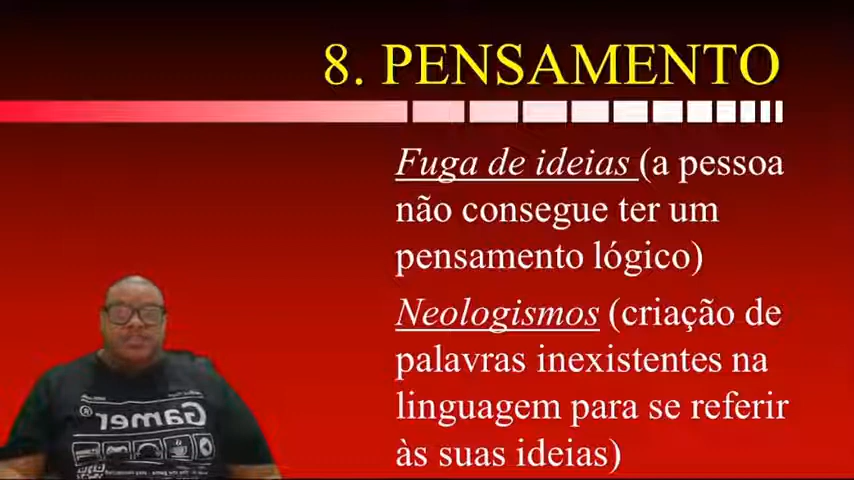 8. PENSAMENTO
Fuga de ideias (a pessoa
não consegue ter um
pensamento lógico)
Neologismos (criação de
palavras inexistentes na
linguagem para se referir
às suas ideias)
Gamer®